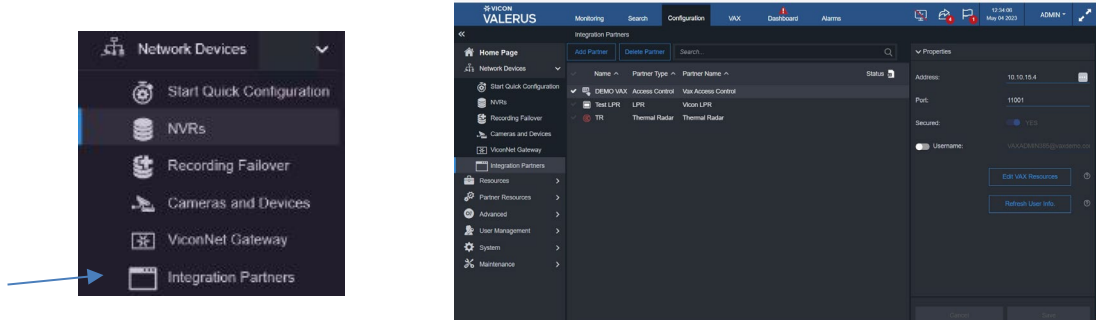 Network Devices
Start Quick Configuration
NVRs
Recording Failover
Cameras and Devices
ViconNet Gateway
Integration Partners
VICON
VALERUS
Monitoring Search Configuration VAX Dashboard Alarms
12:34:06
May 04 2023
ADMIN
4
1
Integration Partners
Home Page
Network Devices
Start Quick Configuration
NVRs
Recording Failover
Cameras and Devices
ViconNet Gateway
Integration Partners
Resources
Partner Resources
Advanced
User Management
System
Maintenance
Add Partner Delete Partner Search...
Name Partner Type Partner Name Status
DEMO VAX Access Control Vax Access Control
Test LPR LPR Vicon LPR
TR Thermal Radar Thermal Radar
Properties
Address: 10.10.15.4
Port: 11001
Secured: YES
Username:
Edit VAX Resources
Refresh User Info.
Cancel Save